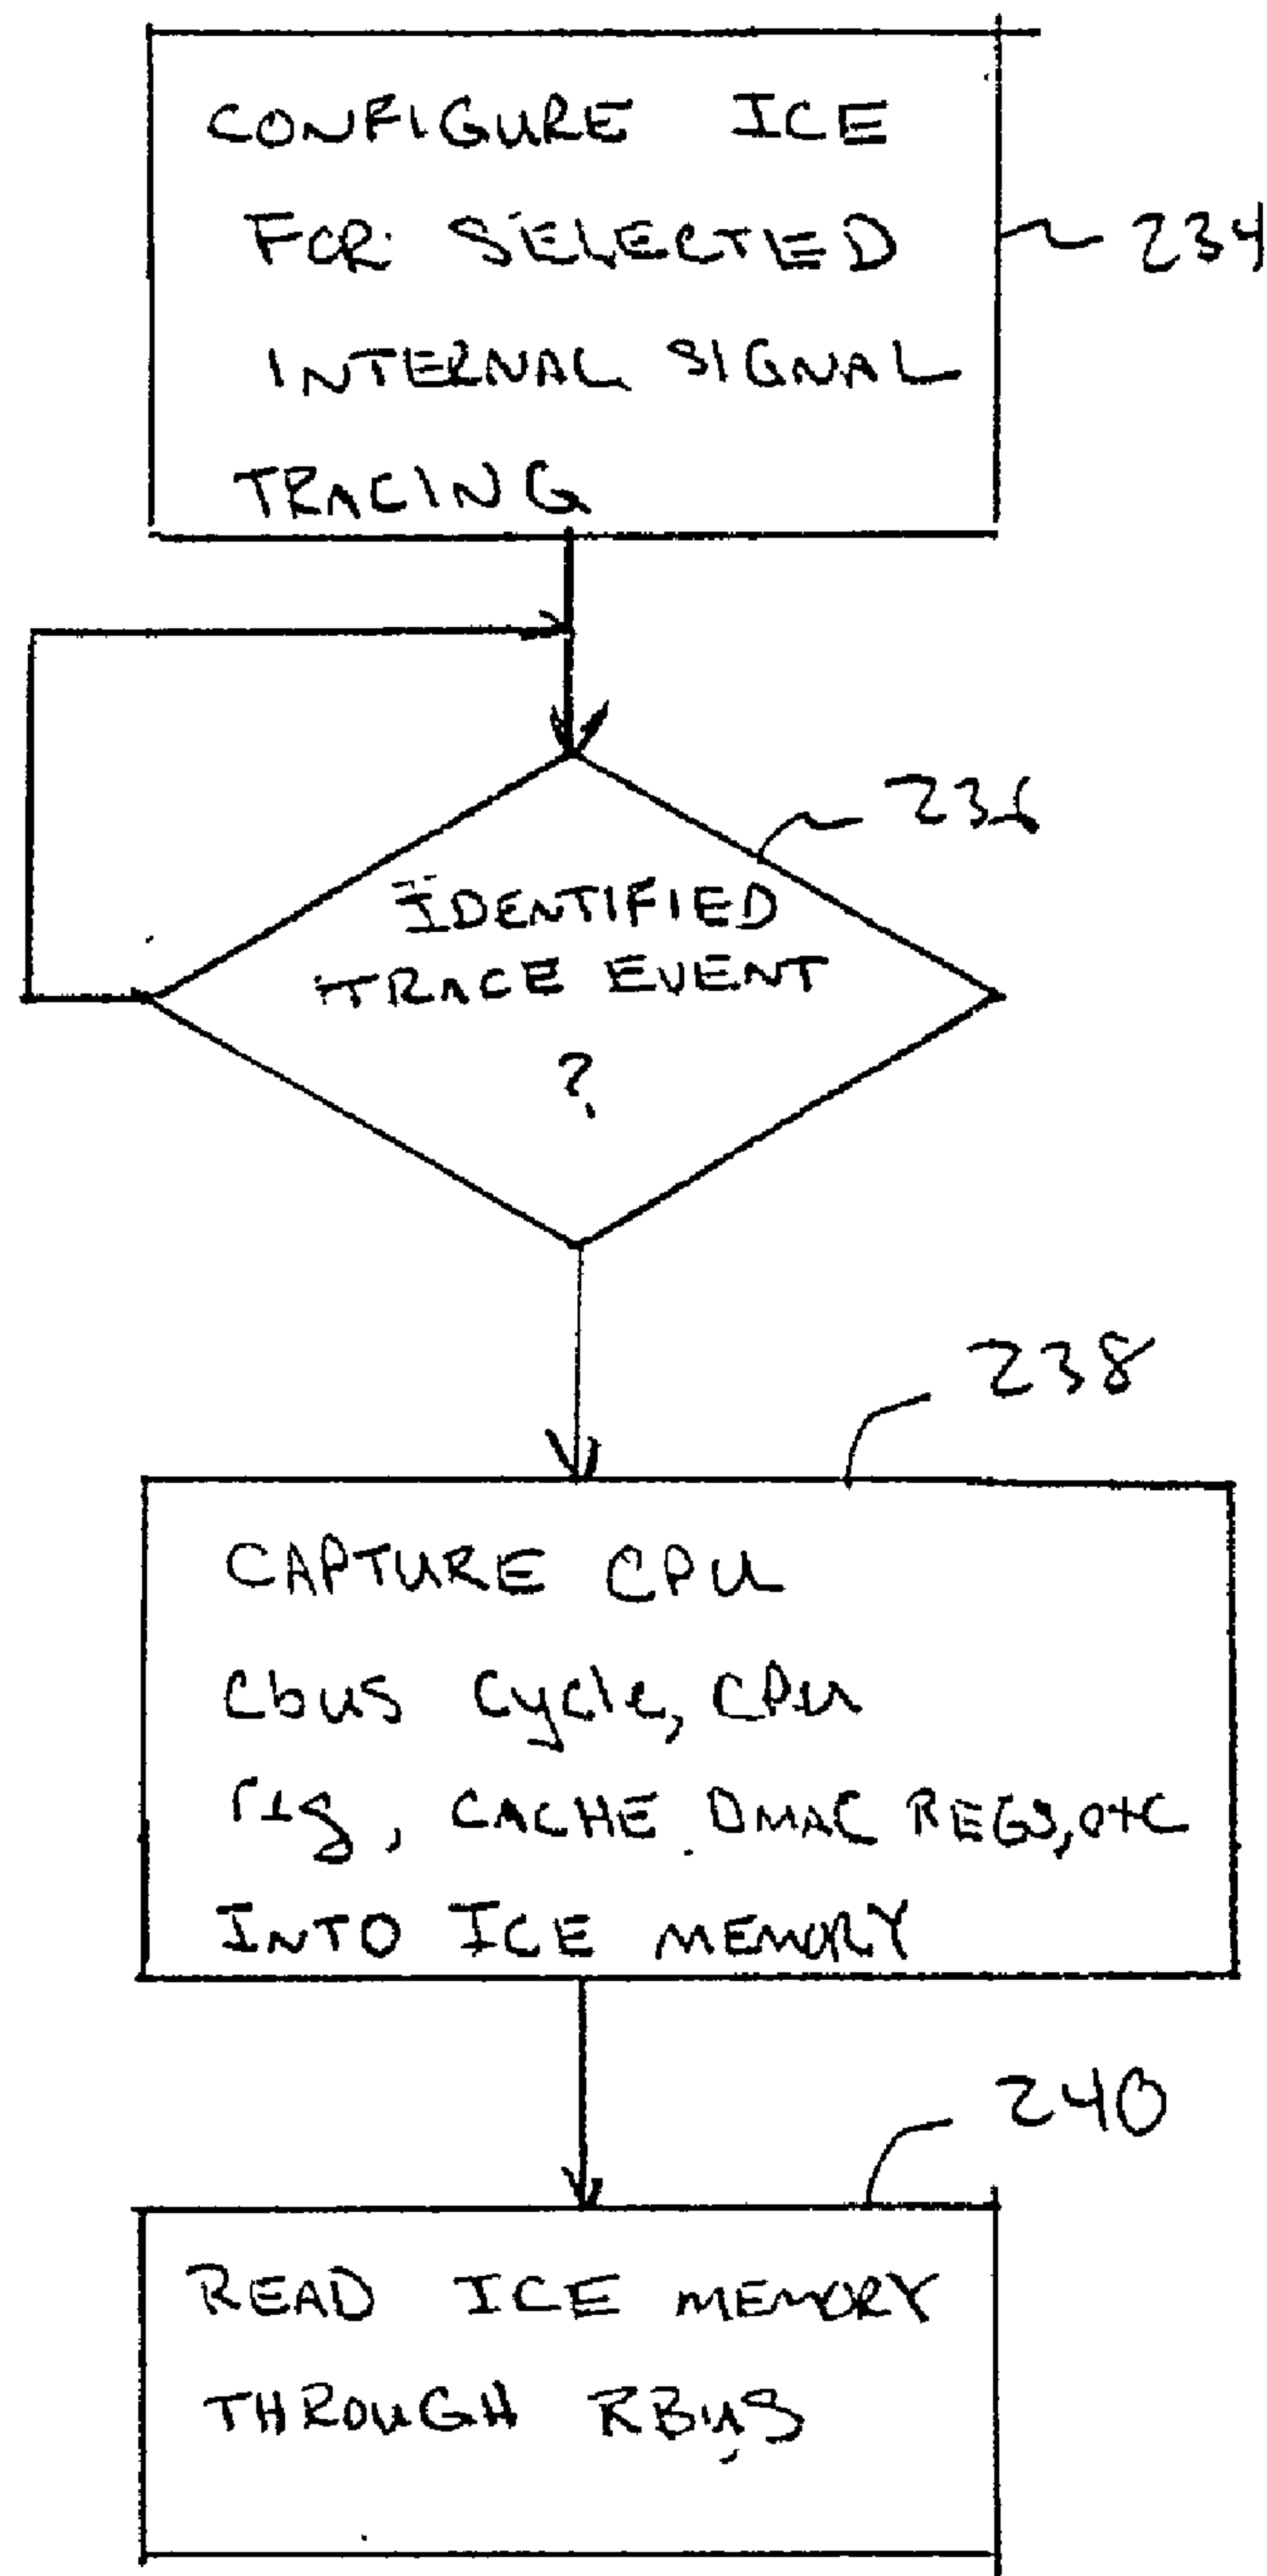 CONFIGURE ICE
FOR SELECTED
INTERNAL SIGNAL
TRACING
234
236
IDENTIFIED
TRACE EVENT
?
238
CAPTURE CPU
Cbus Cycle, CPU
reg, CACHE DMAC REGS, etc
INTO ICE MEMORY
240
READ ICE MEMORY
THROUGH RBUS